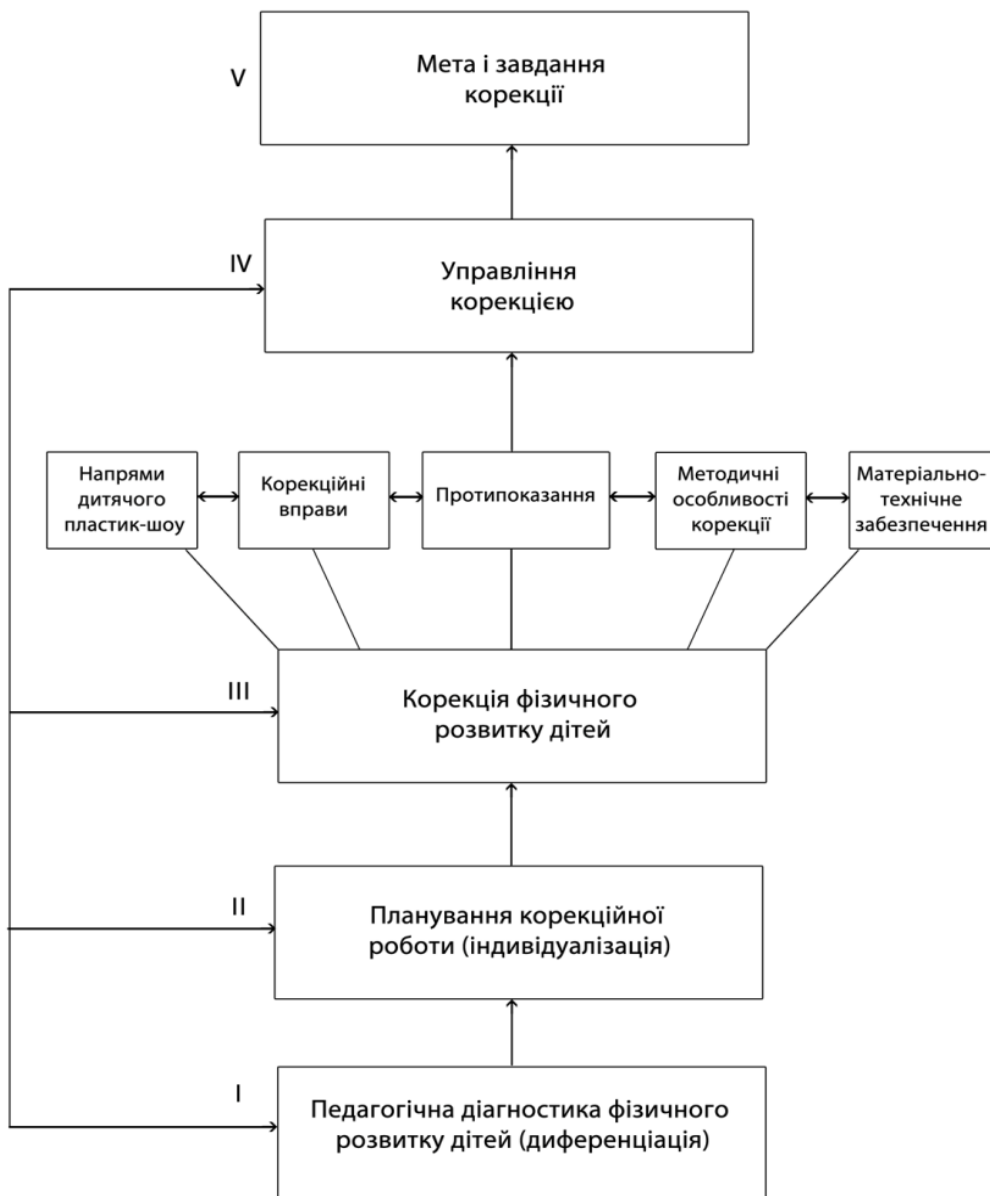 V
Мета і завдання
корекції
IV
Управління
корекцією
Напрями
дитячого
пластик-шоу
Корекційні
вправи
Протипоказання
Методичні
особливості
корекції
Матеріально-
технічне
забезпечення
III
Корекція фізичного
розвитку дітей
II
Планування корекційної
роботи (індивідуалізація)
I
Педагогічна діагностика фізичного
розвитку дітей (диференціація)